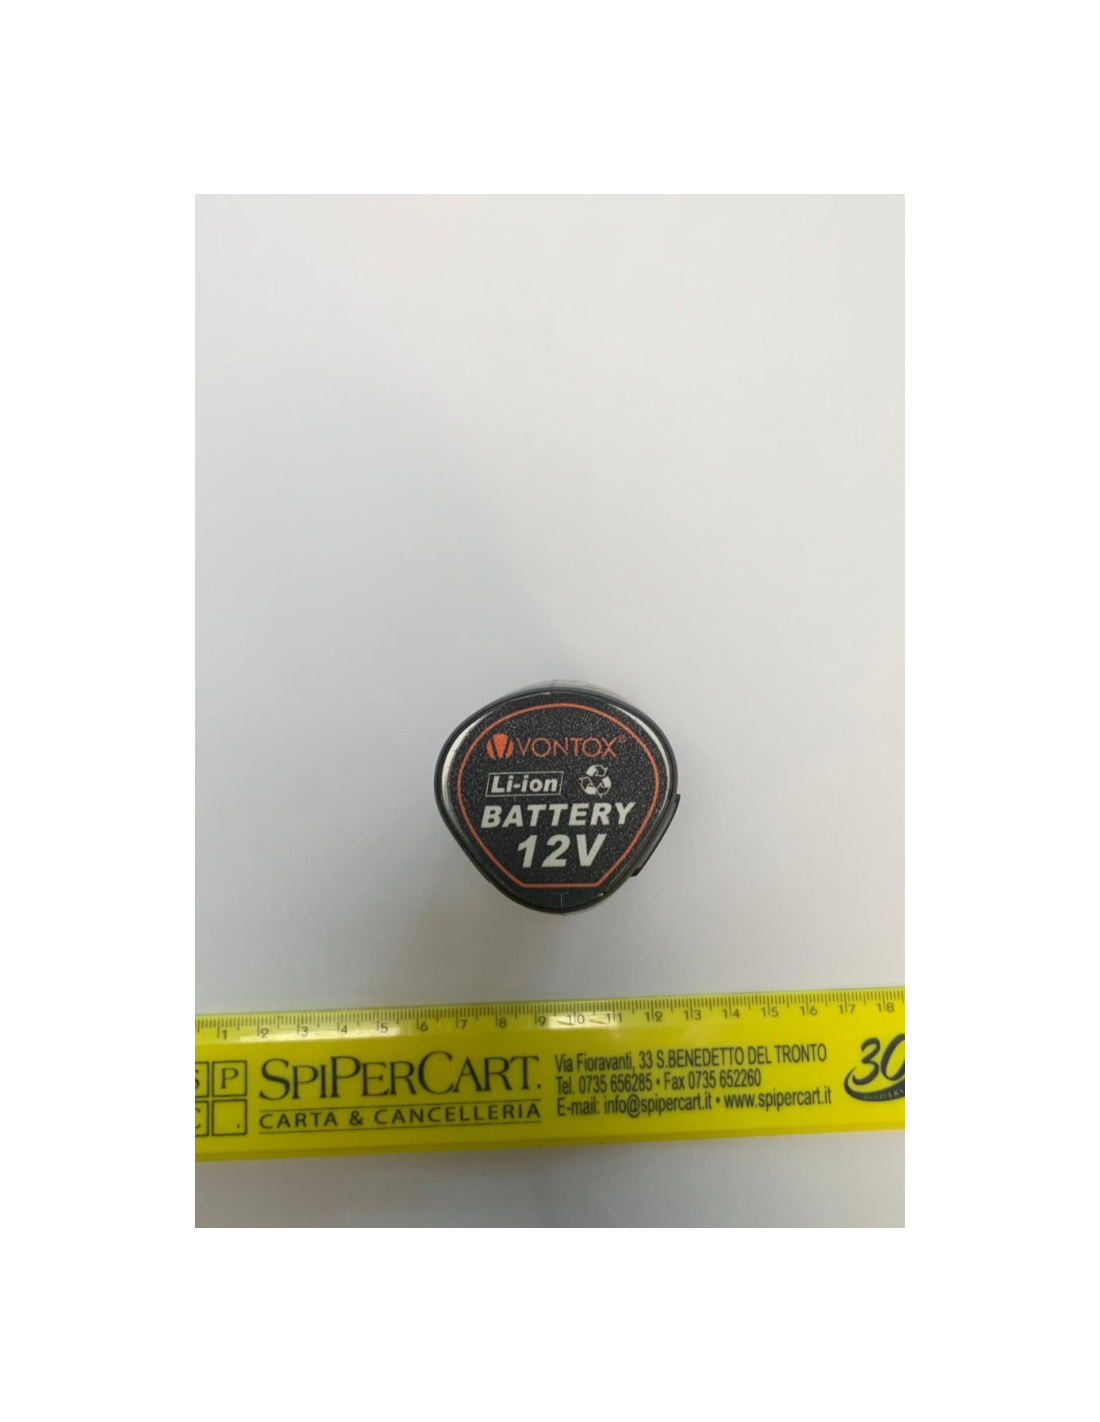 VONTOX®
Li-ion
BATTERY
12V
1 2 3 4 5 6 7 8 9 10 11 12 13 14 15 16 17 18
S P
C .
SPIPERCART.
CARTA & CANCELLERIA
Via Fioravanti, 33 S.BENEDETTO DEL TRONTO
Tel. 0735 656285 • Fax 0735 652260
E-mail: info@spipercart.it • www.spipercart.it
30